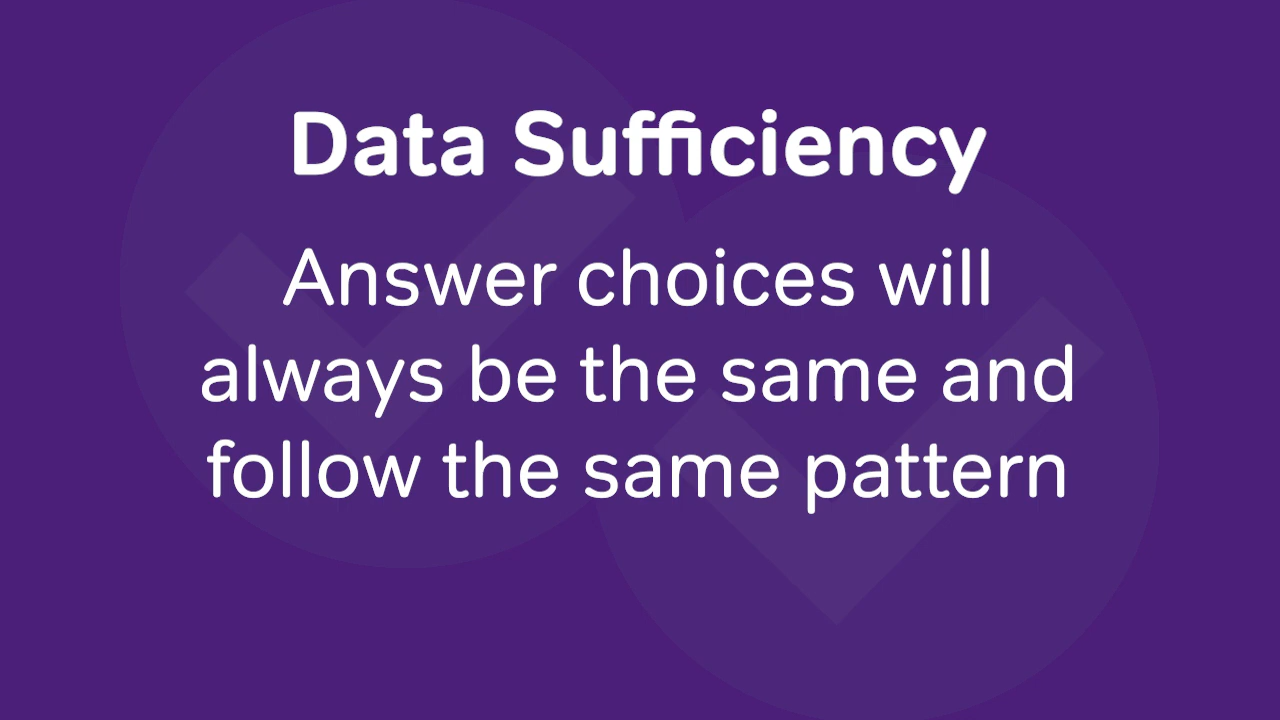 Data Sufficiency
Answer choices will
always be the same and
follow the same pattern